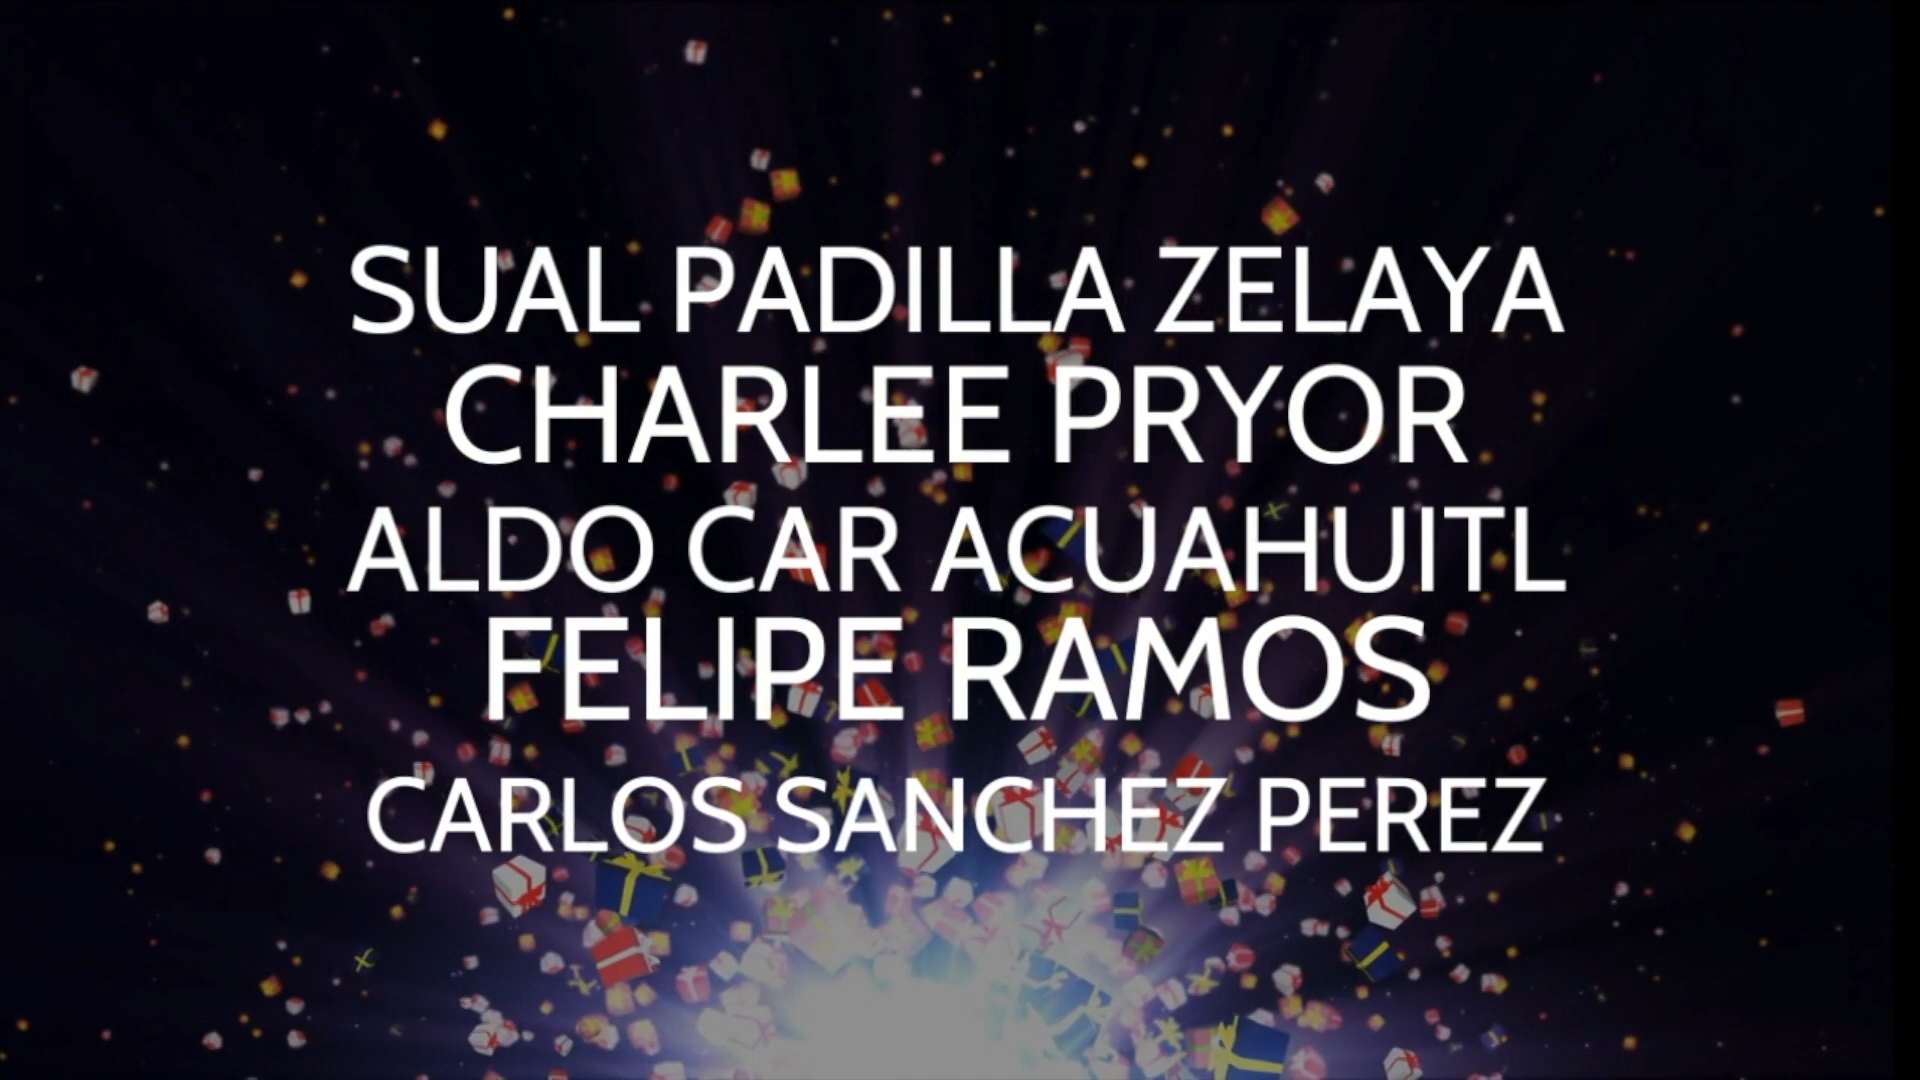 SUAL PADILLA ZELAYA
CHARLEE PRYOR
ALDO CAR ACUAHUITL
FELIPE RAMOS
CARLOS SANCHEZ PEREZ